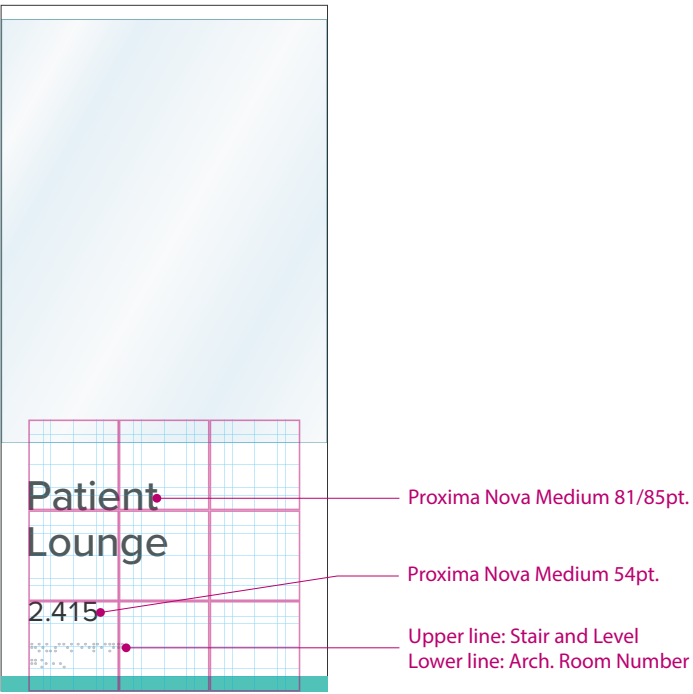 Patient
Lounge
2.415
Proxima Nova Medium 81/85pt.
Proxima Nova Medium 54pt.
Upper line: Stair and Level
Lower line: Arch. Room Number